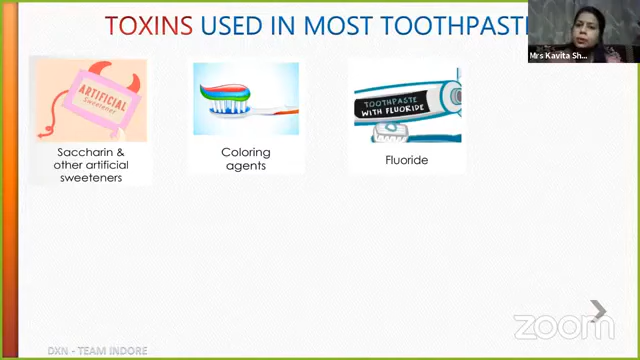 TOXINS USED IN MOST TOOTHPASTE
Mrs Kavita Sh...
ARTIFICIAL
Sweetener
TOOTHPASTE
WITH FLUORIDE
Saccharin &
other artificial
sweeteners
Coloring
agents
Fluoride
zoom
DXN - TEAM INDORE